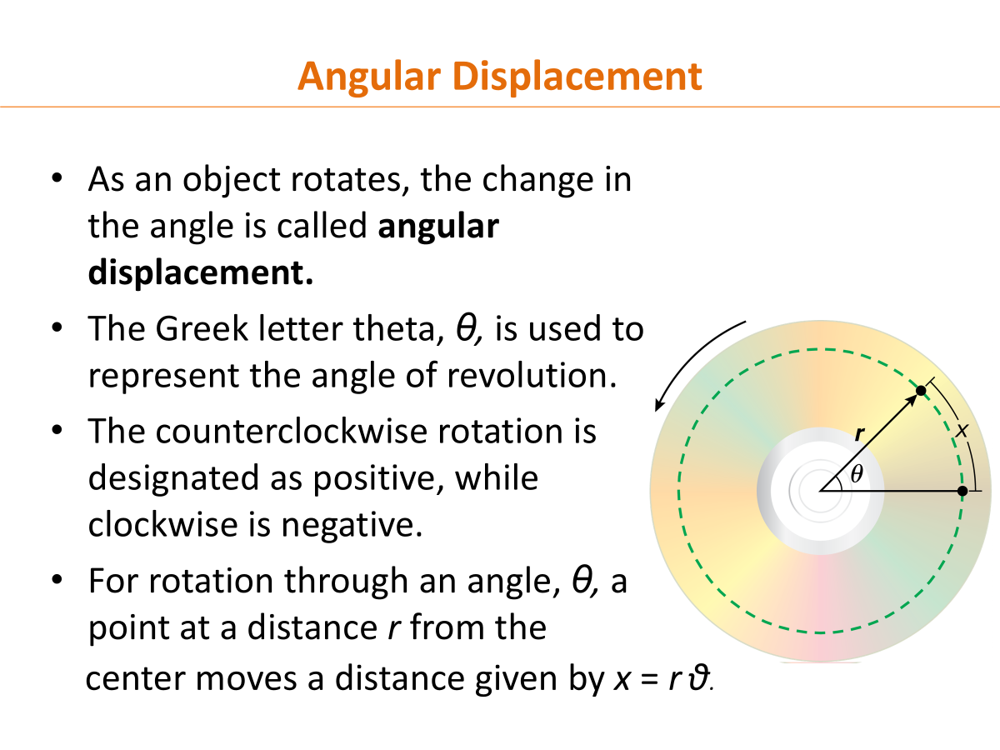 Angular Displacement
• As an object rotates, the change in
the angle is called angular
displacement.
• The Greek letter theta, θ, is used to
represent the angle of revolution.
• The counterclockwise rotation is
designated as positive, while
clockwise is negative.
• For rotation through an angle, θ, a
point at a distance r from the
center moves a distance given by x = r ϑ.
r
x
θ